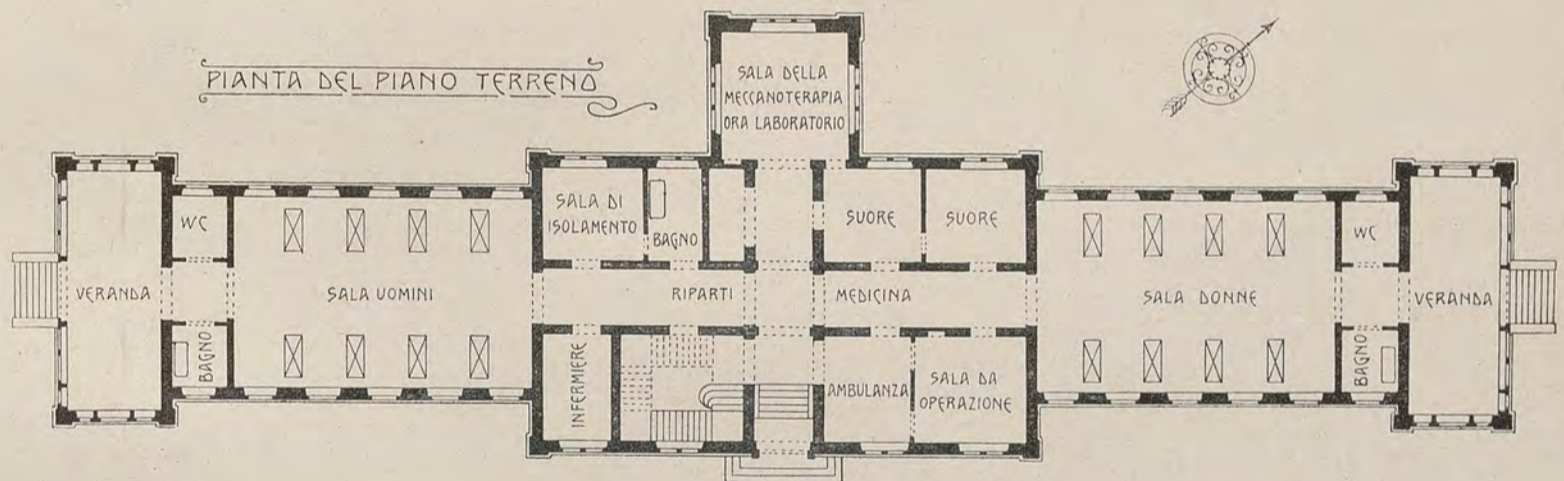 PIANTA DEL PIANO TERRENO
SALA DELLA
MECCANOTERAPIA
ORA LABORATORIO
WC
SALA DI
ISOLAMENTO
BAGNO
SUORE
SUORE
WC
VERANDA
SALA UOMINI
RIPARTI
MEDICINA
SALA DONNE
VERANDA
BAGNO
INFERMIERE
AMBULANZA
SALA DA
OPERAZIONE
BAGNO